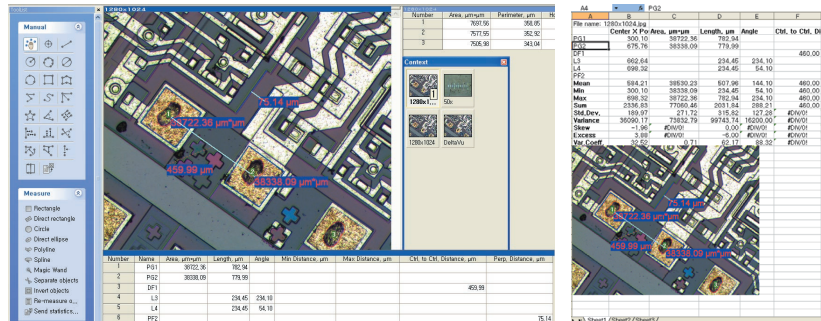 Manual
Measure
Rectangle
Direct rectangle
Circle
Direct ellipse
Polyline
Spline
Magic Wand
Separate objects
Invert objects
Re-measure o...
Send statistics...
1280x1024
75.14 µm
38722.36 µm*µm
459.99 µm
38338.09 µm*µm
Number Area, µm*µm Perimeter, µm Ho
1 7697,56 358,85
2 7577,55 352,92
3 7505,98 343,04
Context
1280x1... 50x
1280x1024 DeltaVu
Number Name Area, µm*µm Length, µm Angle Min Distance, µm Max Distance, µm Ctrl, to Ctrl, Distance, µm Perp, Distance, µm
1 PG1 38722,36 782,94
2 PG2 38338,09 779,99
3 DF1 459,99
4 L3 234,45 234,10
5 L4 234,45 54,10
6 PF2 75,14
A4 fx PG2
A B C D E F
File name: 1280x1024.jpg
Center X Po Area, µm*µm Length, µm Angle Ctrl, to Ctrl, Di
PG1 300,10 38722,36 782,94
PG2 675,76 38338,09 779,99
DF1 460,00
L3 662,64 234,45 234,10
L4 698,32 234,45 54,10
PF2
Mean 584,21 38530,23 507,96 144,10 460,00
Min 300,10 38338,09 234,45 54,10 460,00
Max 698,32 38722,36 782,94 234,10 460,00
Sum 2336,83 77060,46 2031,84 288,21 460,00
Std,Dev, 189,97 271,72 315,82 127,28 #DIV/0!
Variance 36090,17 73832,79 99743,74 16200,00 #DIV/0!
Skew -1,96 #DIV/0! 0,00 #DIV/0! #DIV/0!
Excess 3,88 #DIV/0! -6,00 #DIV/0! #DIV/0!
Var,Coeff 32,52 0,71 62,17 88,32 #DIV/0!
75.14 µm
38722.36 µm*µm
459.99 µm
38338.09 µm*µm
Sheet1 Sheet2 Sheet3